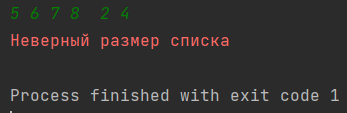 5 6 7 8  2 4
Неверный размер списка
Process finished with exit code 1